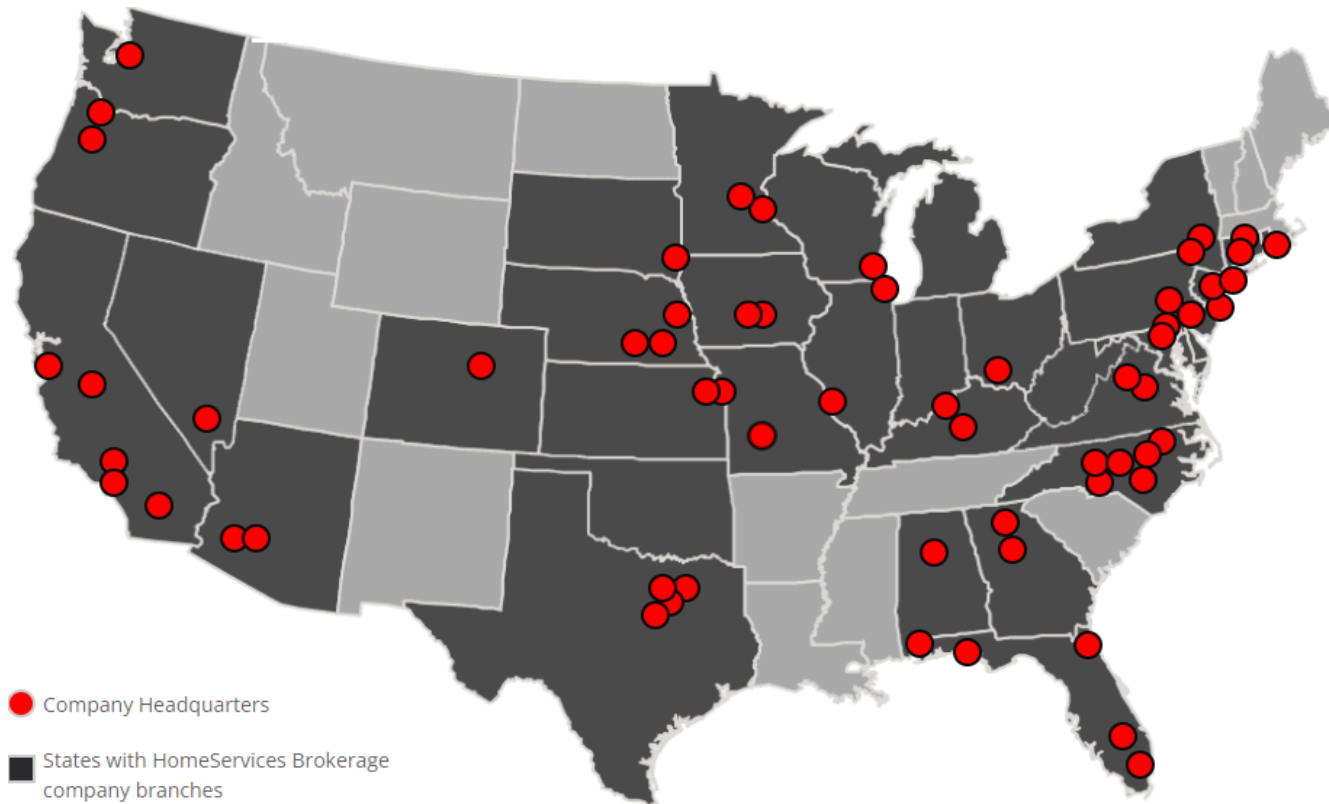 Company Headquarters
States with HomeServices Brokerage
company branches